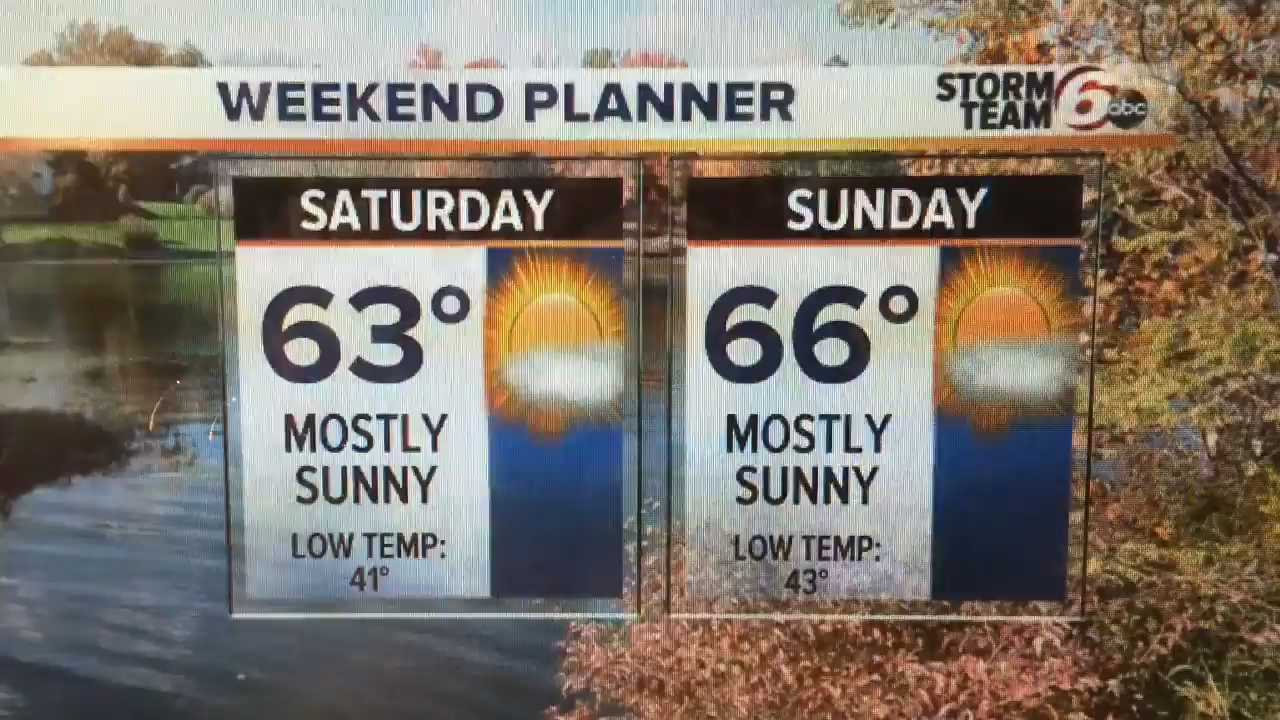 WEEKEND PLANNER
STORM
TEAM 6 abc
SATURDAY
63°
MOSTLY
SUNNY
LOW TEMP:
41°
SUNDAY
66°
MOSTLY
SUNNY
LOW TEMP:
43°